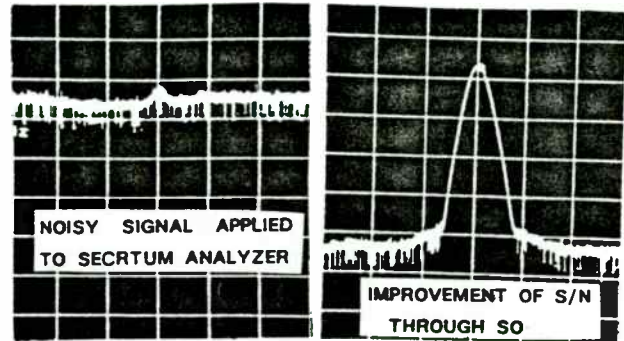 NOISY SIGNAL APPLIED
TO SECRTUM ANALYZER
IMPROVEMENT OF S/N
THROUGH SO